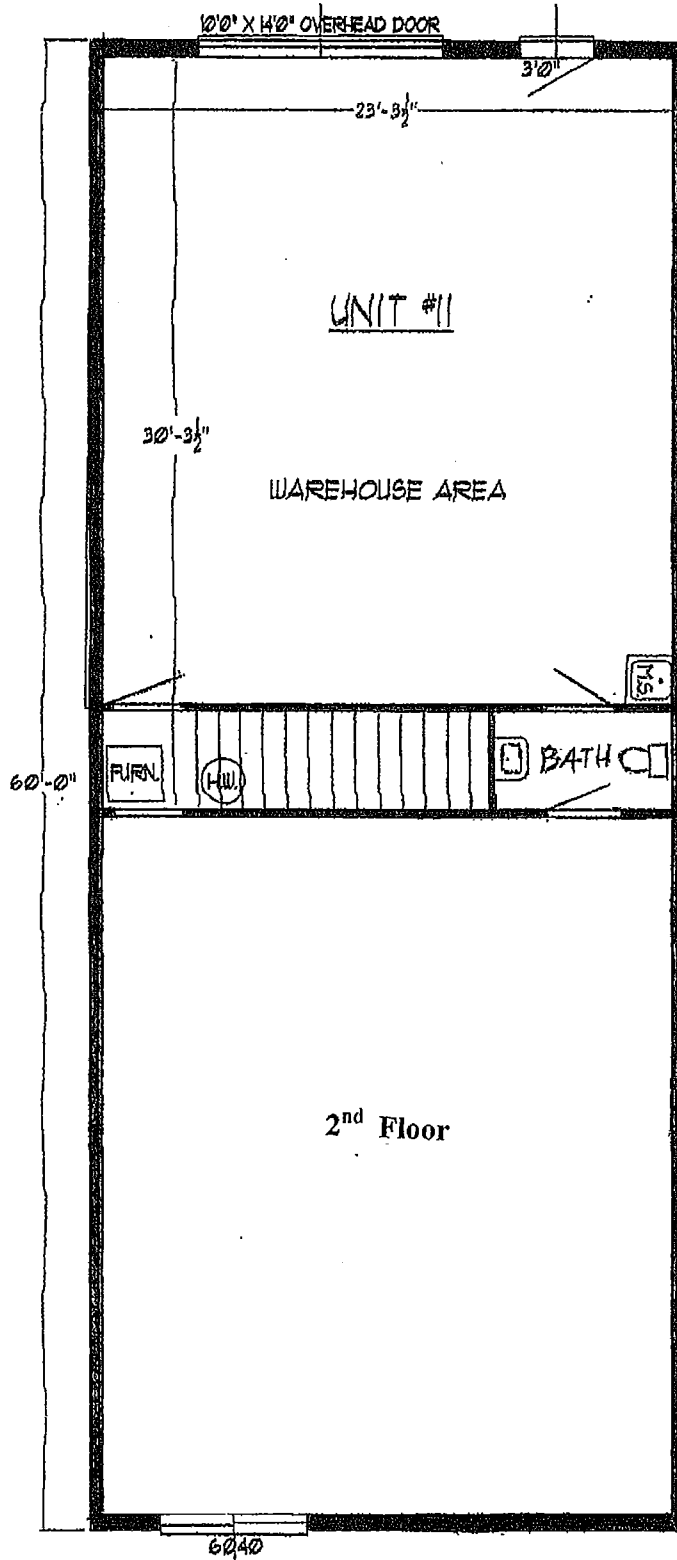 10'0" X 14'0" OVERHEAD DOOR
3'0"
23'-3½"
UNIT #11
30'-3½"
WAREHOUSE AREA
M.S.
FURN.
H.W.
BATH
60'-0"
2nd Floor
6040